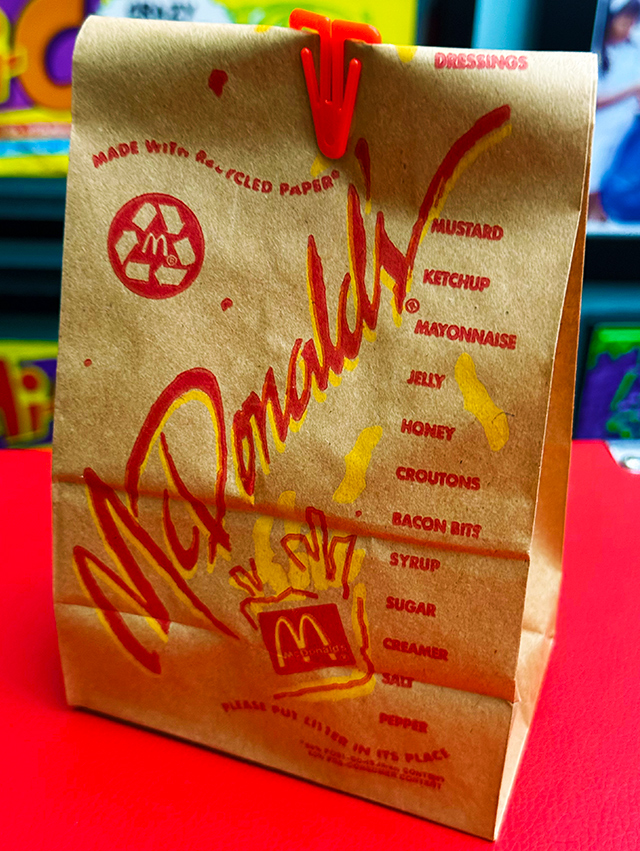 DRESSINGS
MADE WITH RECYCLED PAPER*
M®
McDonald's®
MUSTARD
KETCHUP
MAYONNAISE
JELLY
HONEY
CROUTONS
BACON BITS
SYRUP
SUGAR
CREAMER
SALT
PEPPER
McDonald's
PLEASE PUT LITTER IN ITS PLACE